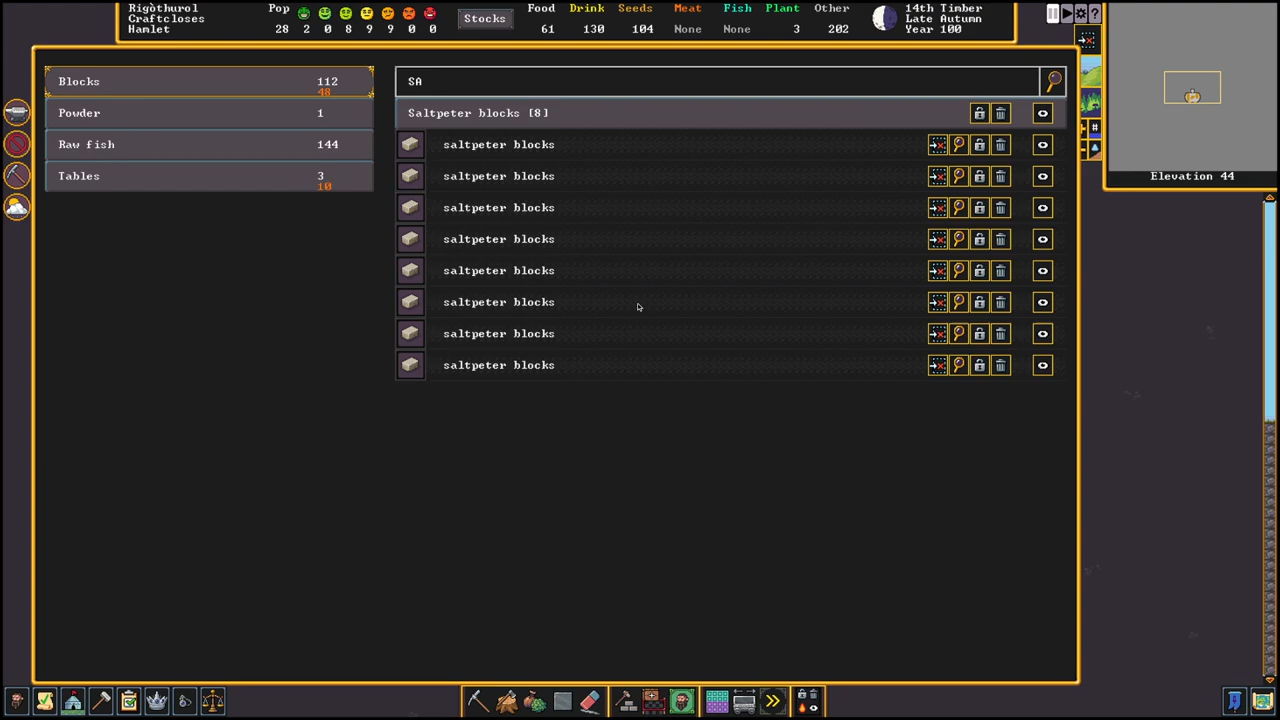 Rigòthurol
Craftcloses
Hamlet
Pop
28 2 0 8 9 9 0 0
Stocks
Food Drink Seeds Meat Fish Plant Other
61 130 104 None None 3 202
14th Timber
Late Autumn
Year 100
Elevation 44
Blocks 112
48
Powder 1
Raw fish 144
Tables 3
10
SA
Saltpeter blocks [8]
saltpeter blocks
saltpeter blocks
saltpeter blocks
saltpeter blocks
saltpeter blocks
saltpeter blocks
saltpeter blocks
saltpeter blocks